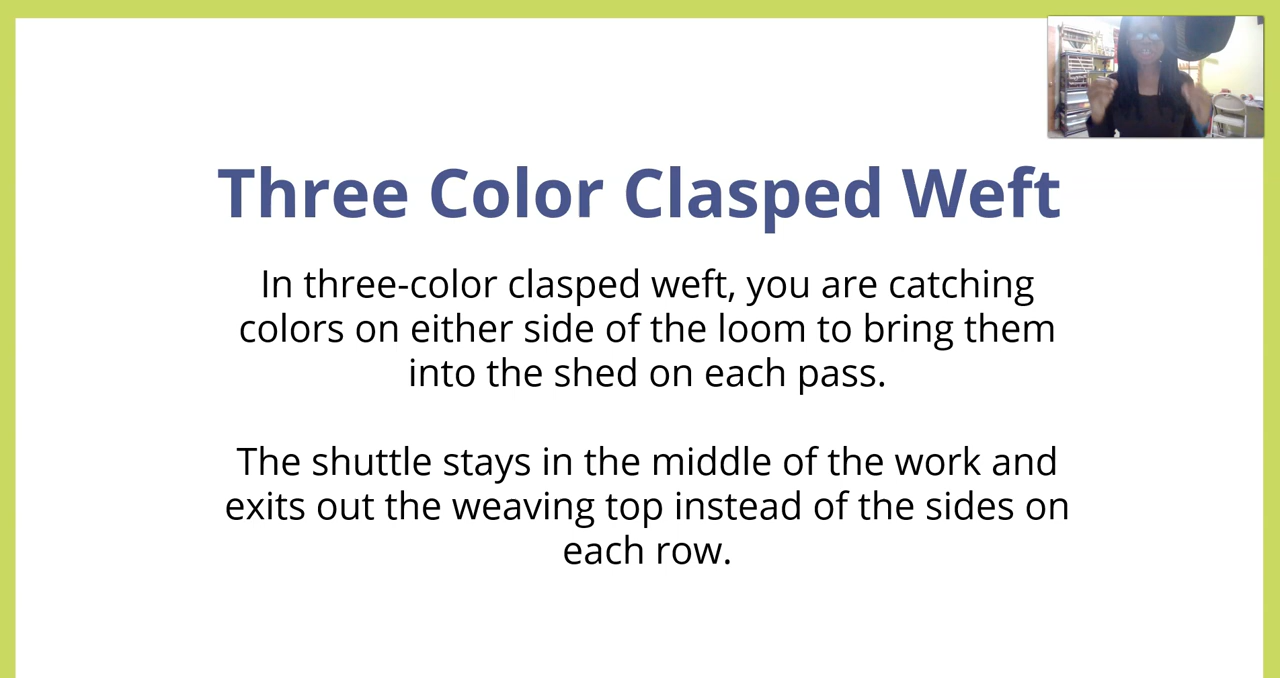 Three Color Clasped Weft
In three-color clasped weft, you are catching
colors on either side of the loom to bring them
into the shed on each pass.
The shuttle stays in the middle of the work and
exits out the weaving top instead of the sides on
each row.